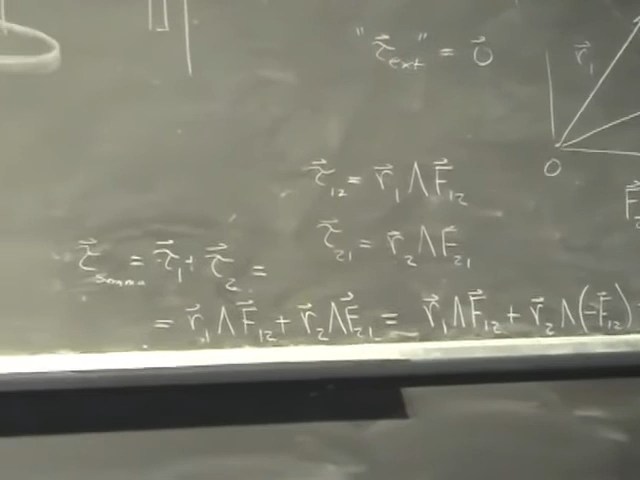 "τ⃗ext" = 0⃗
r⃗₁
O
τ⃗₁₂ = r⃗₁ Λ F⃗₁₂
F⃗
τ⃗₂₁ = r⃗₂ Λ F⃗₂₁
τ⃗somma = τ⃗₁ + τ⃗₂ =
= r⃗₁ Λ F⃗₁₂ + r⃗₂ Λ F⃗₂₁ = r⃗₁ Λ F⃗₁₂ + r⃗₂ Λ (-F⃗₁₂)